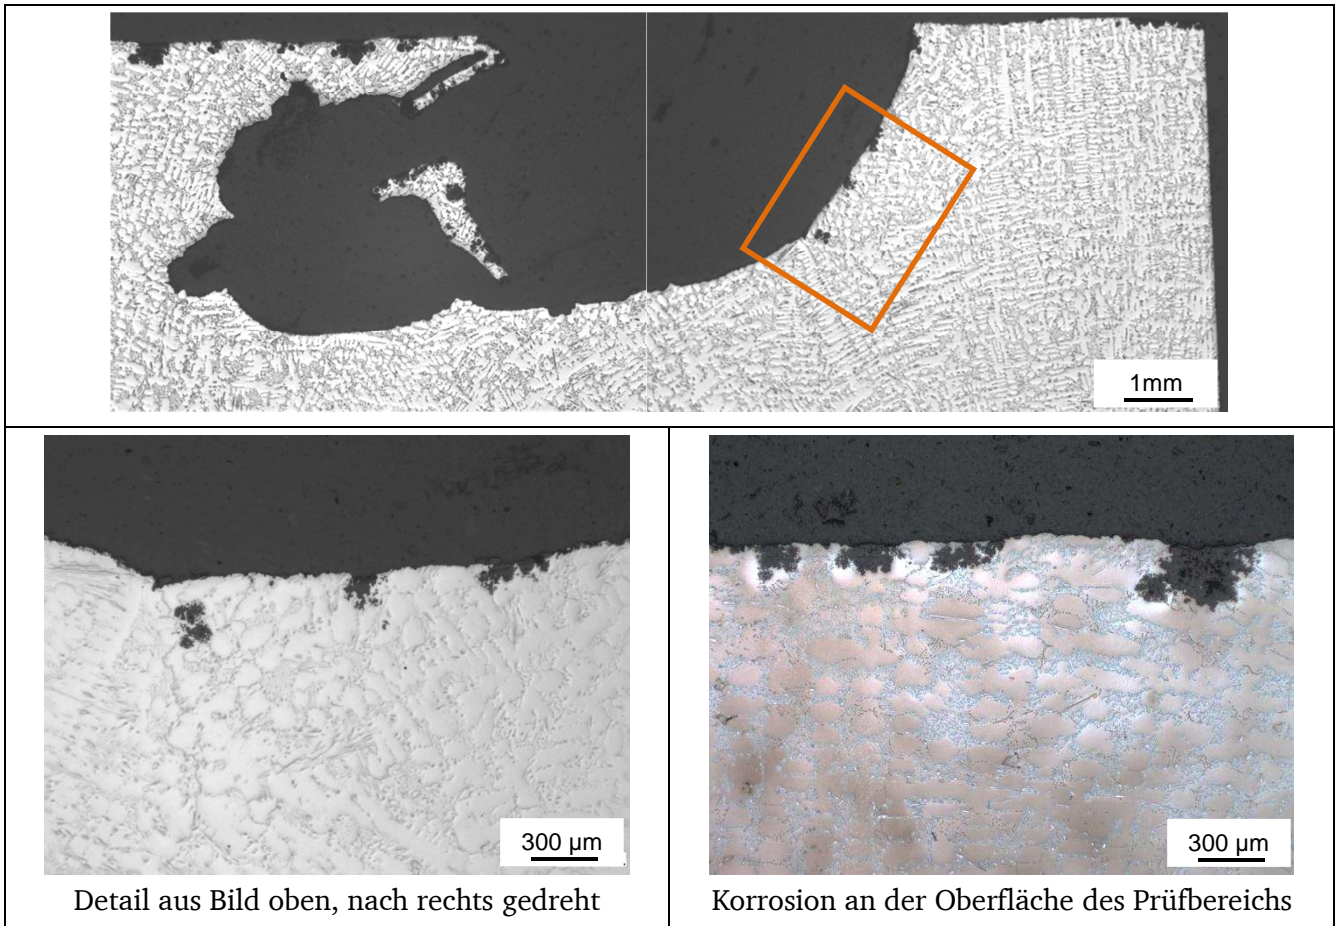 1mm
300 µm
300 µm
Detail aus Bild oben, nach rechts gedreht
Korrosion an der Oberfläche des Prüfbereichs